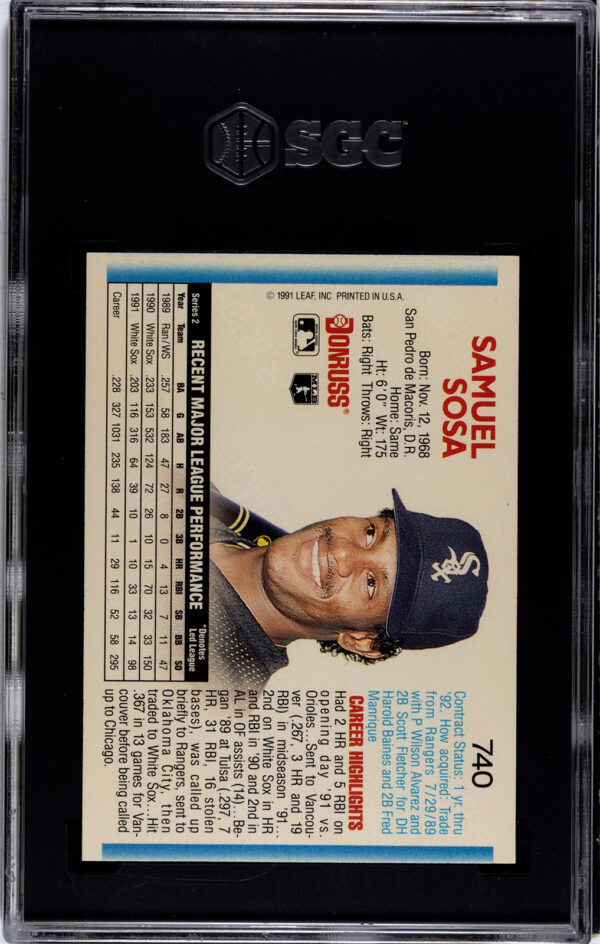 SGC
740
SAMUEL
SOSA
Born: Nov. 12, 1968
San Pedro de Macoris, D.R.
Home: Same
Ht: 6' 0" Wt: 175
Bats: Right Throws: Right
DONRUSS®
MLB
© 1991 LEAF, INC. PRINTED IN U.S.A.
Contract Status: 1 yr. thru
'92. How acquired: Trade
from Rangers 7/29/89
with P Wilson Alvarez and
2B Scott Fletcher for DH
Harold Baines and 2B Fred
Manrique
CAREER HIGHLIGHTS
Had 2 HR and 5 RBI on
opening day '91 vs.
Orioles...Sent to Vancou-
ver (.267, 3 HR and 19
RBI) in midseason '91...
2nd on White Sox in HR
and RBI in '90 and 2nd in
AL in OF assists (14)...Be-
gan '89 at Tulsa (.297, 7
HR, 31 RBI, 16 stolen
bases), was called up
briefly to Rangers, sent to
Oklahoma City, then
traded to White Sox...Hit
.367 in 13 games for Van-
couver before being called
up to Chicago.
Series 2 RECENT MAJOR LEAGUE PERFORMANCE *Denotes Led League
Year Team BA G AB H R 2B 3B HR RBI SB BB SO
1989 Ran/WS .257 58 183 47 27 8 0 4 13 7 11 47
1990 White Sox .233 153 532 124 72 26 10 15 70 32 33 150
1991 White Sox .203 116 316 64 39 10 1 10 33 13 14 98
Career .228 327 1031 235 138 44 11 29 116 52 58 295